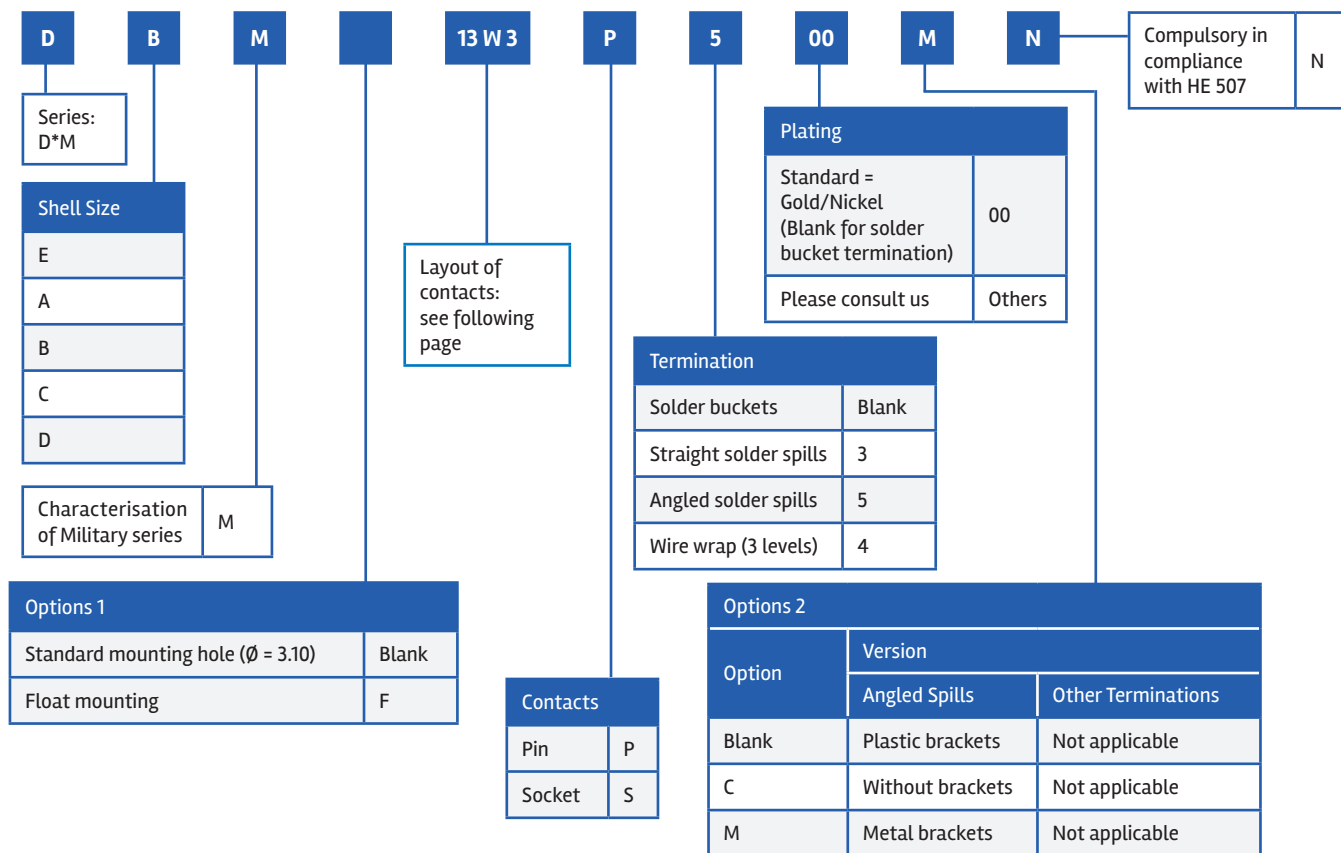 D B M 13 W 3 P 5 00 M N
Compulsory in
compliance
with HE 507
N
Series:
D*M
Shell Size
E
A
B
C
D
Characterisation
of Military series
M
Options 1
Standard mounting hole (Ø = 3.10) Blank
Float mounting F
Layout of
contacts:
see following
page
Contacts
Pin P
Socket S
Plating
Standard =
Gold/Nickel
(Blank for solder
bucket termination)
00
Please consult us Others
Termination
Solder buckets Blank
Straight solder spills 3
Angled solder spills 5
Wire wrap (3 levels) 4
Options 2
Option
Version
Angled Spills Other Terminations
Blank Plastic brackets Not applicable
C Without brackets Not applicable
M Metal brackets Not applicable